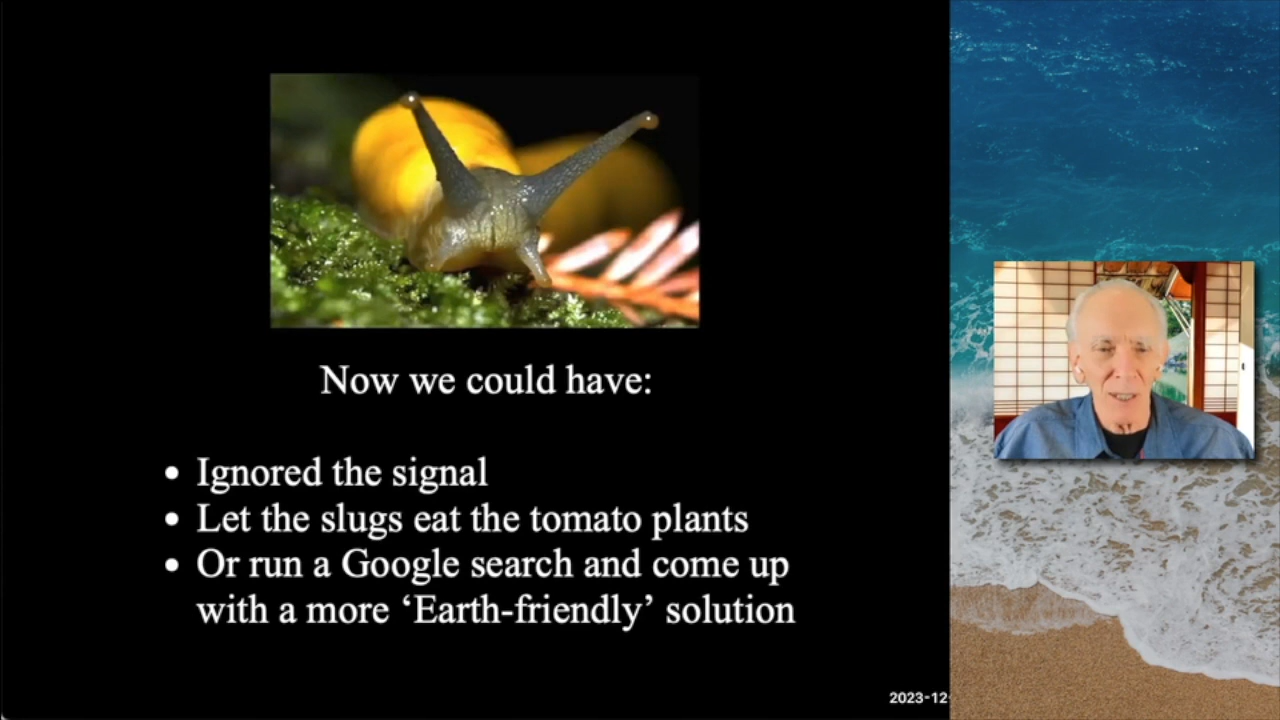 Now we could have:
• Ignored the signal
• Let the slugs eat the tomato plants
• Or run a Google search and come up
with a more ‘Earth-friendly’ solution
2023-12-